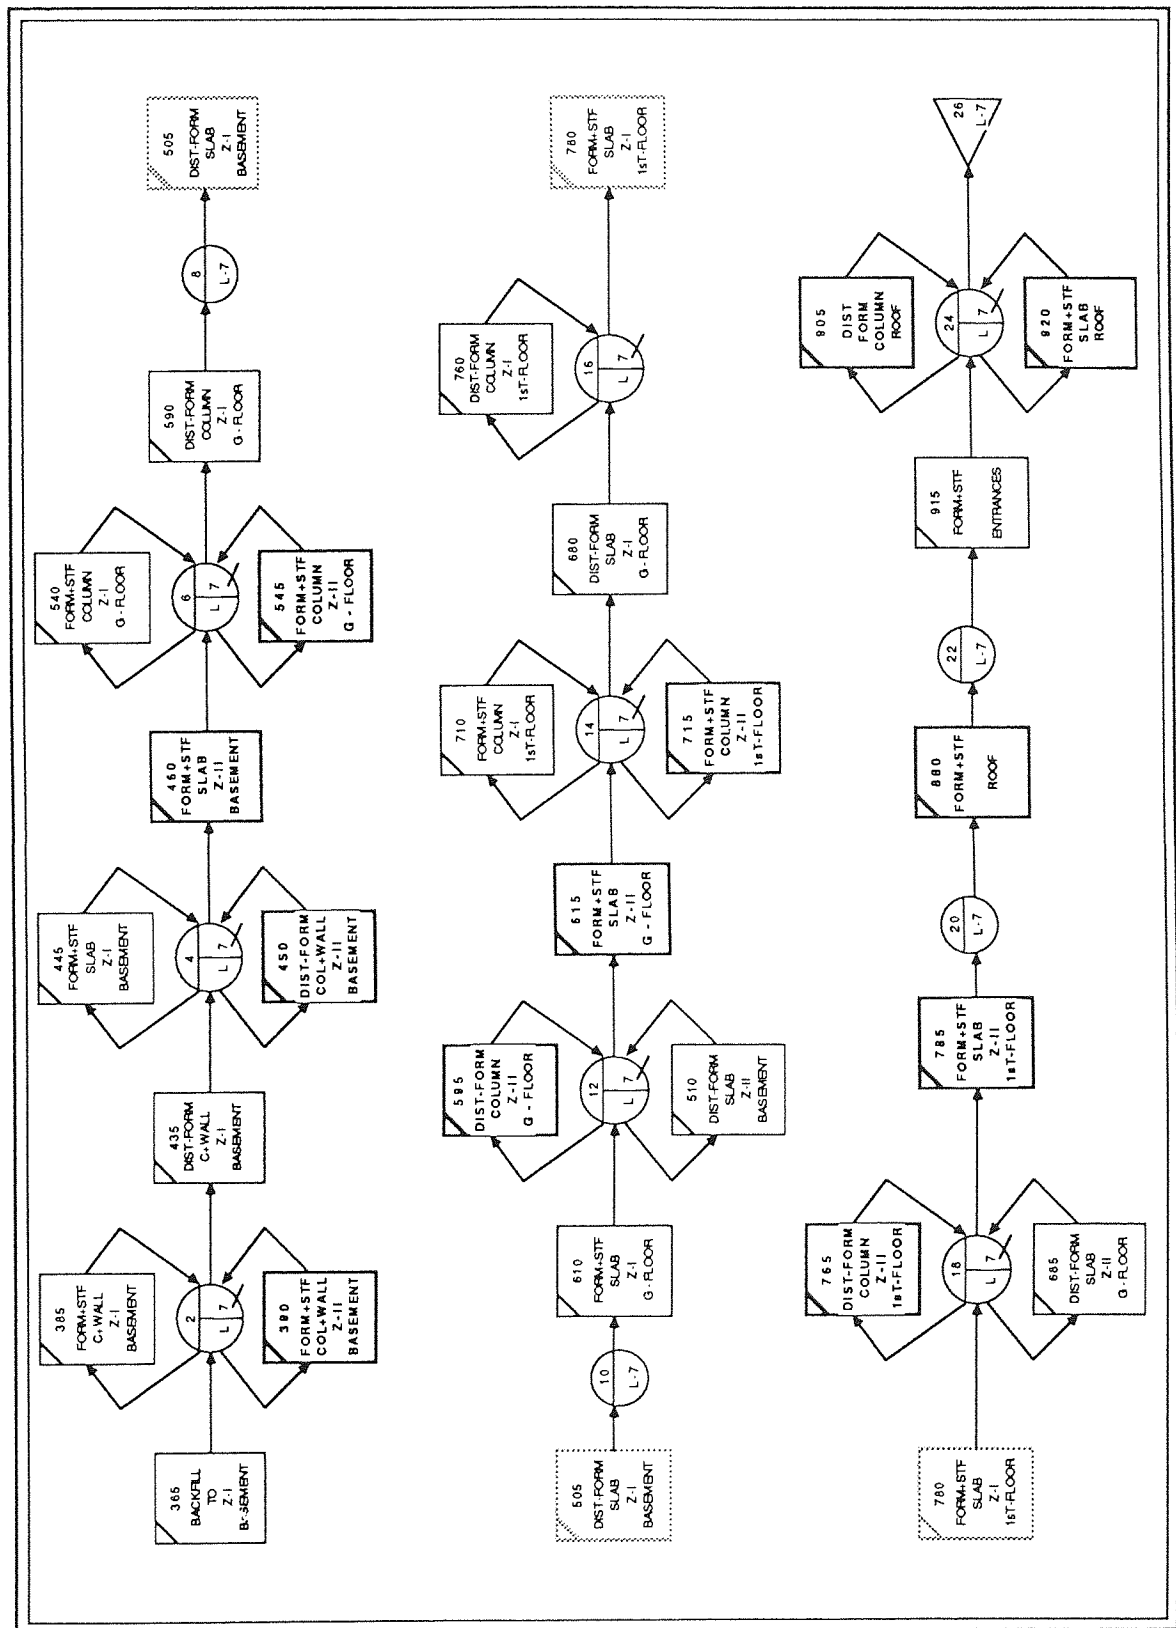 365
BACKFILL
TO
Z-I
BASEMENT
385
FORM+STF
C+WALL
Z-I
BASEMENT
2
L
7
390
FORM+STF
COL+WALL
Z-II
BASEMENT
435
DIST-FORM
C+WALL
Z-I
BASEMENT
445
FORM+STF
SLAB
Z-I
BASEMENT
4
L
7
450
DIST-FORM
COL+WALL
Z-II
BASEMENT
460
FORM+STF
SLAB
Z-II
BASEMENT
540
FORM+STF
COLUMN
Z-I
G - FLOOR
6
L
7
545
FORM+STF
COLUMN
Z-II
G - FLOOR
590
DIST-FORM
COLUMN
Z-I
G - FLOOR
8
L-7
505
DIST-FORM
SLAB
Z-I
BASEMENT
505
DIST-FORM
SLAB
Z-I
BASEMENT
10
L-7
610
FORM+STF
SLAB
Z-I
G-FLOOR
595
DIST-FORM
COLUMN
Z-II
G - FLOOR
12
L
7
510
DIST-FORM
SLAB
Z-II
BASEMENT
615
FORM+STF
SLAB
Z-II
G - FLOOR
710
FORM+STF
COLUMN
Z-I
1sT-FLOOR
14
L
7
715
FORM+STF
COLUMN
Z-II
1sT-FLOOR
680
DIST-FORM
SLAB
Z-I
G-FLOOR
760
DIST-FORM
COLUMN
Z-I
1sT-FLOOR
16
L
7
780
FORM+STF
SLAB
Z-I
1sT-FLOOR
780
FORM+STF
SLAB
Z-I
1sT-FLOOR
765
DIST-FORM
COLUMN
Z-II
1sT-FLOOR
18
L
7
685
DIST-FORM
SLAB
Z-II
G-FLOOR
785
FORM+STF
SLAB
Z-II
1sT-FLOOR
20
L-7
880
FORM+STF
ROOF
22
L-7
915
FORM+STF
ENTRANCES
905
DIST
FORM
COLUMN
ROOF
24
L
7
920
FORM+STF
SLAB
ROOF
26
L-7